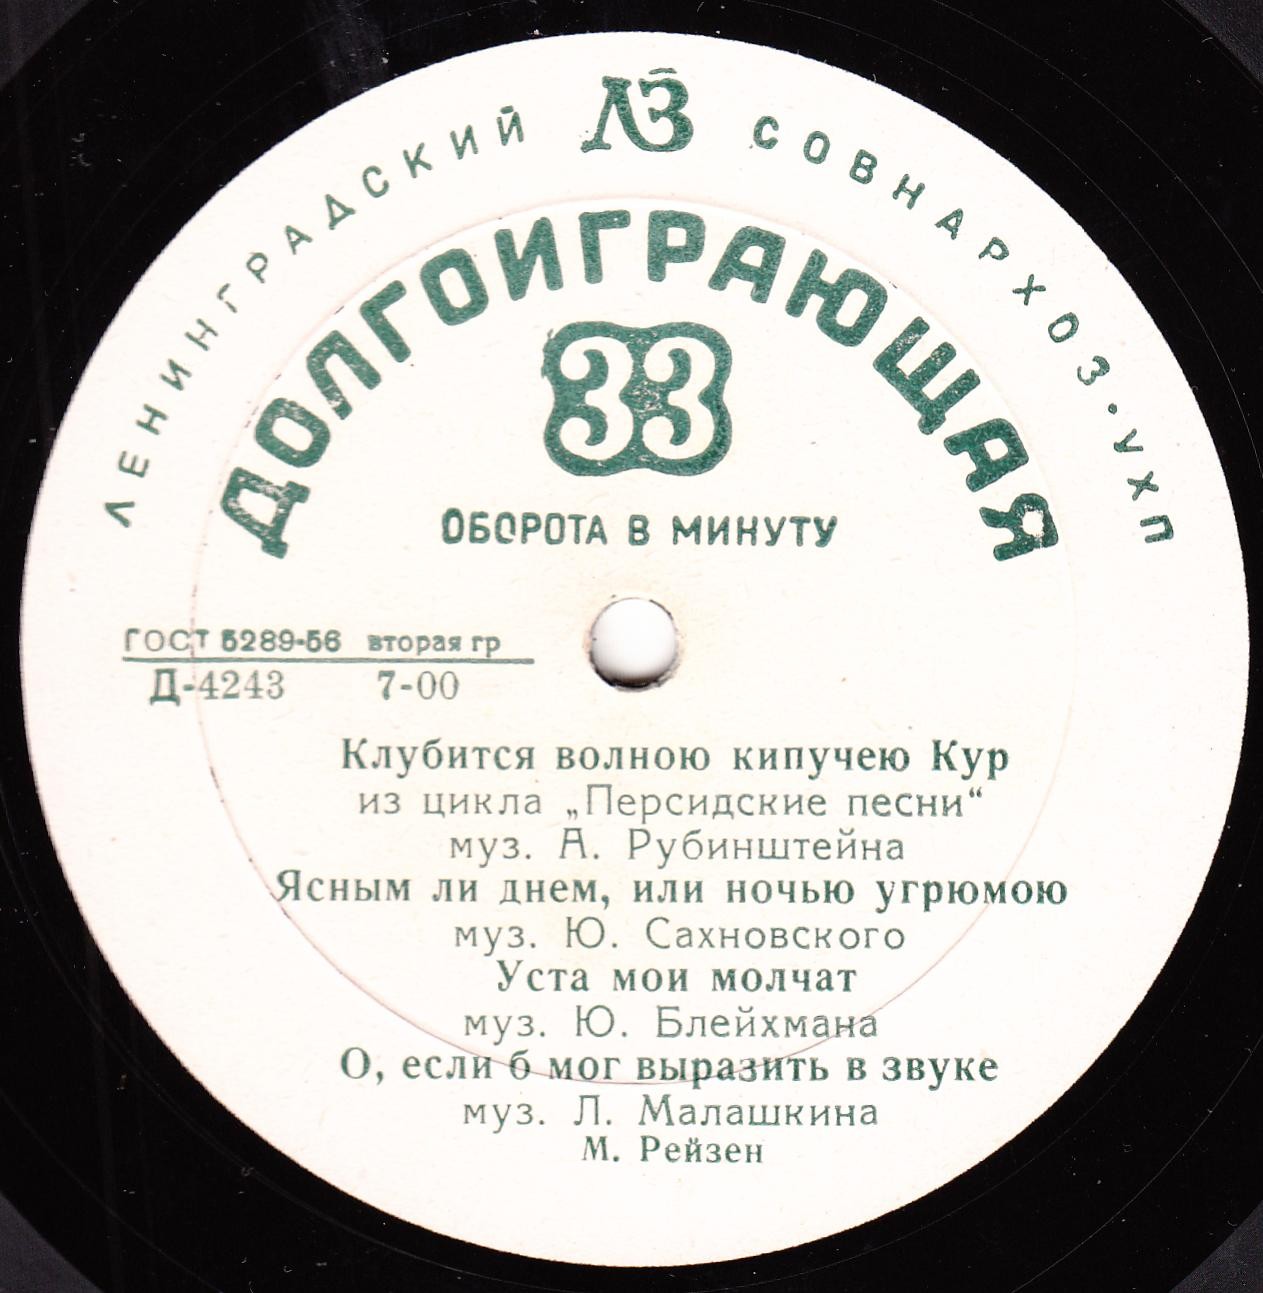 ЛЕНИНГРАДСКИЙ ЛЗ СОВНАРХОЗ · УХП
ДОЛГОИГРАЮЩАЯ
33
ОБОРОТА В МИНУТУ
ГОСТ 5289-56 вторая гр
Д-4243 7-00
Клубится волною кипучею Кур
из цикла „Персидские песни“
муз. А. Рубинштейна
Ясным ли днем, или ночью угрюмою
муз. Ю. Сахновского
Уста мои молчат
муз. Ю. Блейхмана
О, если б мог выразить в звуке
муз. Л. Малашкина
М. Рейзен